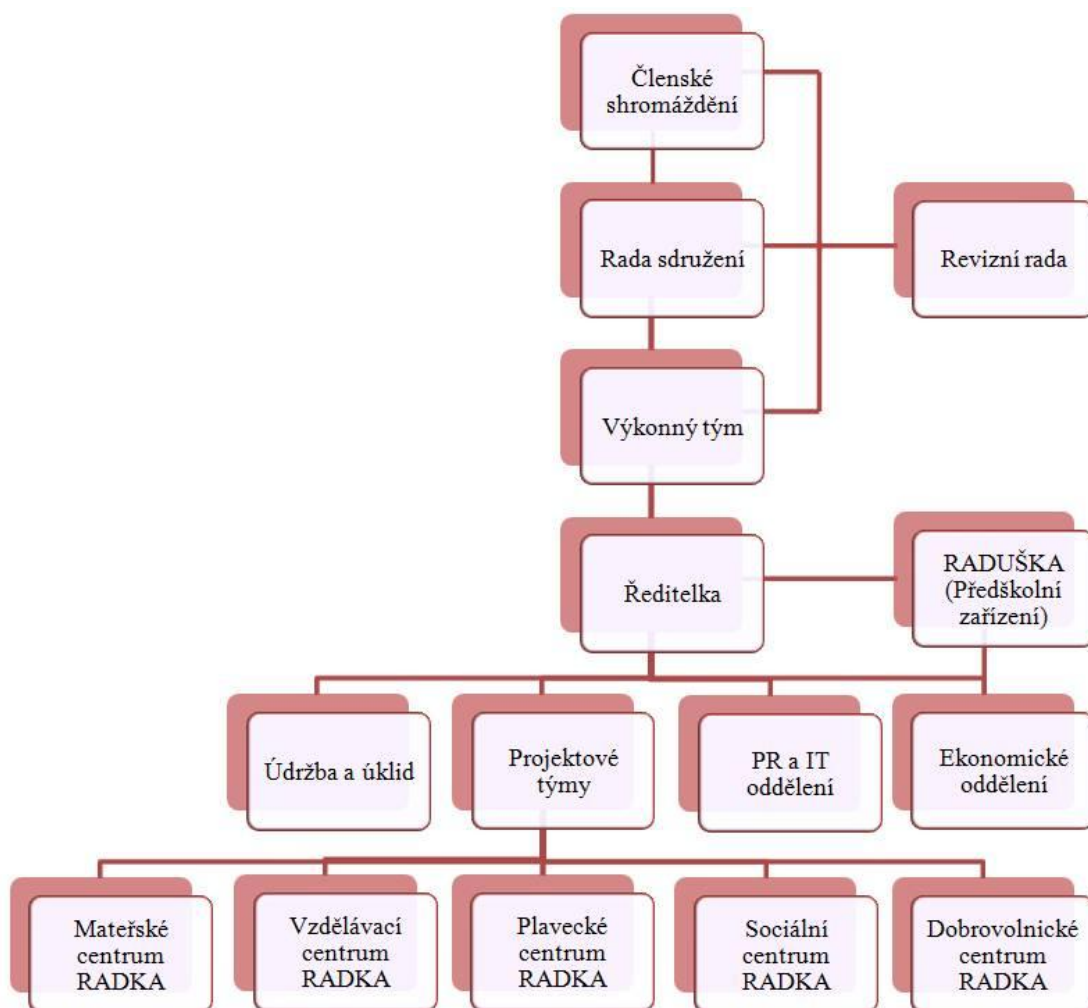 Členské
shromáždění
Rada sdružení
Revizní rada
Výkonný tým
Ředitelka
RADUŠKA
(Předškolní
zařízení)
Údržba a úklid
Projektové
týmy
PR a IT
oddělení
Ekonomické
oddělení
Mateřské
centrum
RADKA
Vzdělávací
centrum
RADKA
Plavecké
centrum
RADKA
Sociální
centrum
RADKA
Dobrovolnické
centrum
RADKA